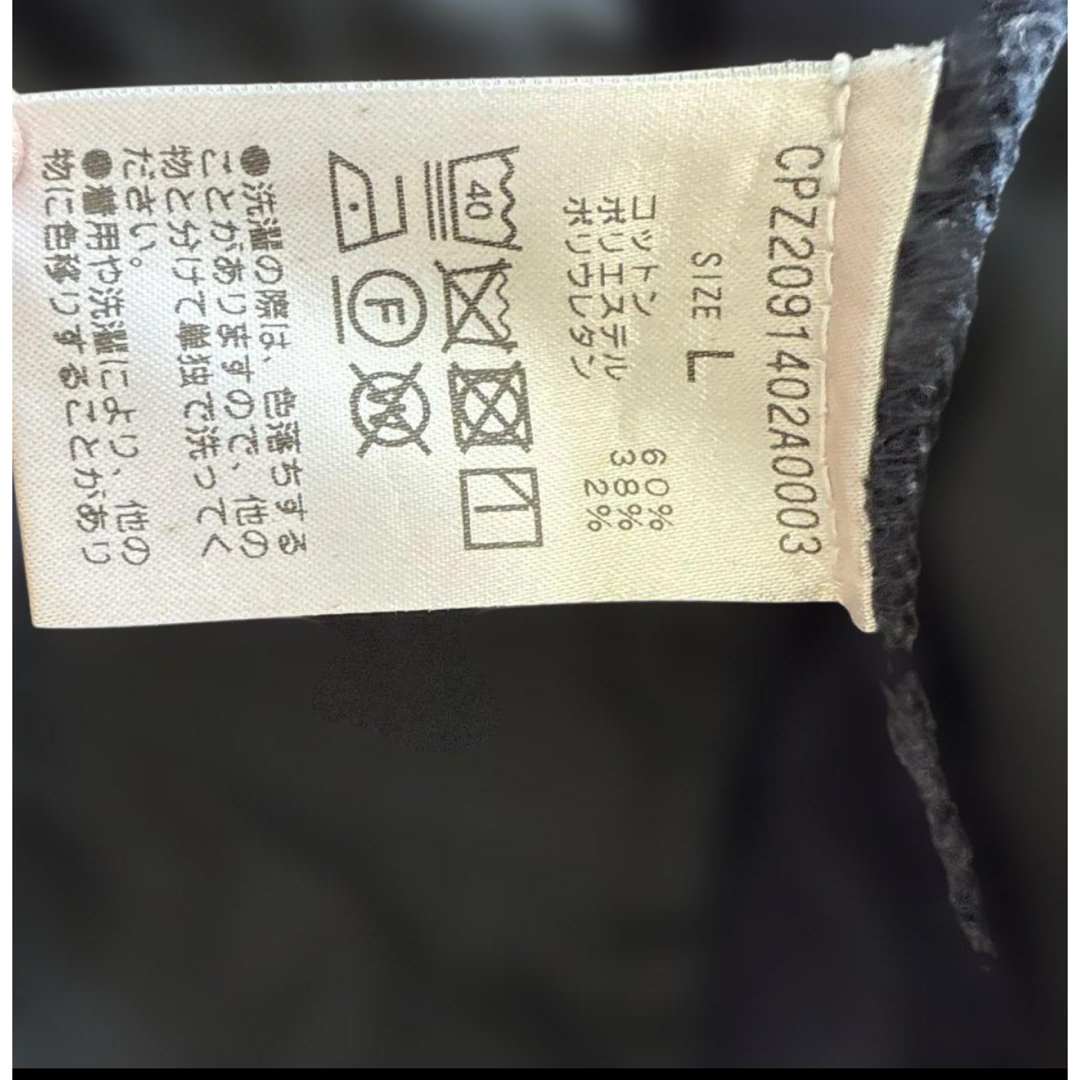 CPZ2091402A0003
SIZE L
コットン 60%
ポリエステル 38%
ポリウレタン 2%
40
F
W
●洗濯の際は、色落ちする
ことがありますので、他の
物と分けて単独で洗ってく
ださい。
●着用や洗濯により、他の
物に色移りすることがあり